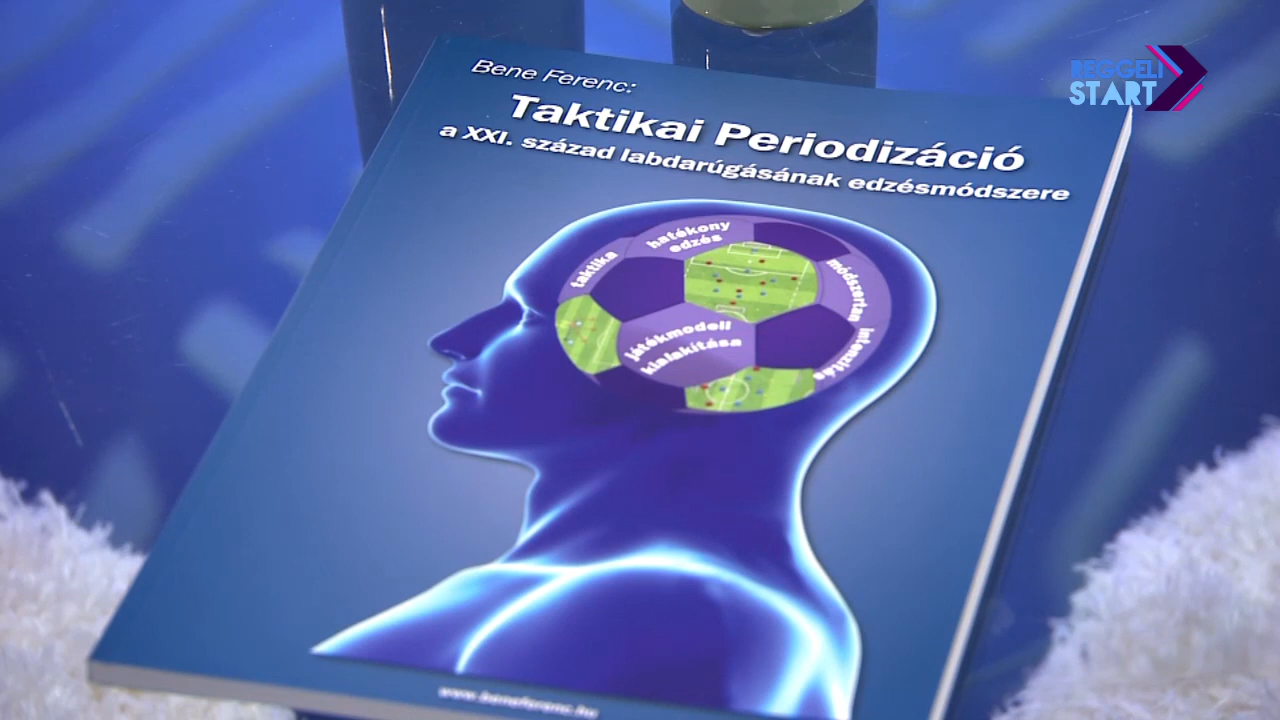 REGGELI
START
Bene Ferenc:
Taktikai Periodizáció
a XXI. század labdarúgásának edzésmódszere
hatékony
edzés
taktika
módszertan
intenzitás
játékmodell
kialakítása
www.beneferenc.hu